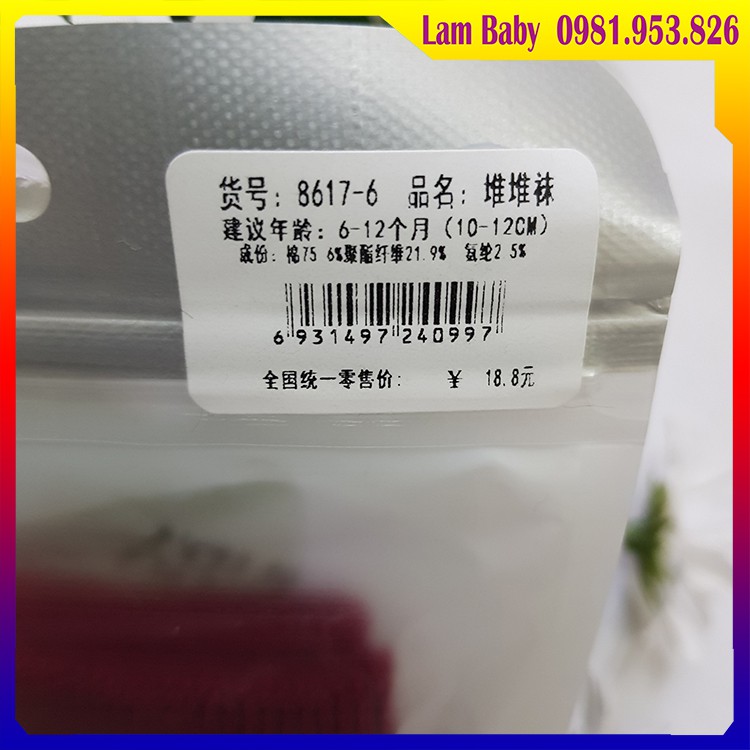 Lam Baby 0981.953.826
货号: 8617-6 品名: 堆堆袜
建议年龄: 6-12个月 (10-12CM)
成份: 棉75 6%聚酯纤维21.9% 氨纶2 5%
6 931497 240997
全国统一零售价: ¥ 18.8元